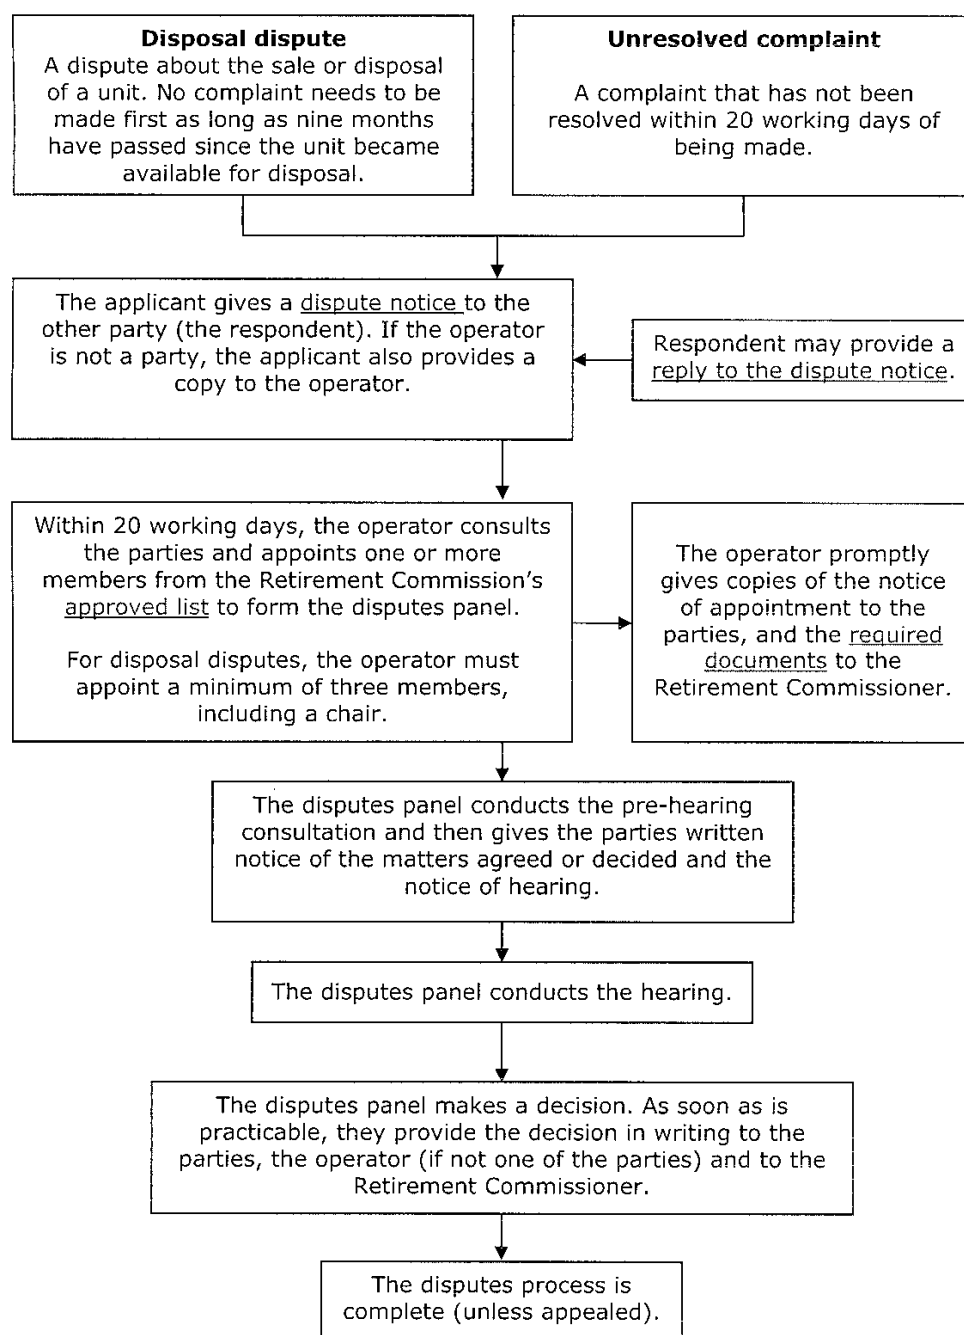 Disposal dispute
A dispute about the sale or disposal
of a unit. No complaint needs to be
made first as long as nine months
have passed since the unit became
available for disposal.
Unresolved complaint
A complaint that has not been
resolved within 20 working days of
being made.
The applicant gives a dispute notice to the
other party (the respondent). If the operator
is not a party, the applicant also provides a
copy to the operator.
Respondent may provide a
reply to the dispute notice.
Within 20 working days, the operator consults
the parties and appoints one or more
members from the Retirement Commission's
approved list to form the disputes panel.
For disposal disputes, the operator must
appoint a minimum of three members,
including a chair.
The operator promptly
gives copies of the notice
of appointment to the
parties, and the required
documents to the
Retirement Commissioner.
The disputes panel conducts the pre-hearing
consultation and then gives the parties written
notice of the matters agreed or decided and the
notice of hearing.
The disputes panel conducts the hearing.
The disputes panel makes a decision. As soon as is
practicable, they provide the decision in writing to the
parties, the operator (if not one of the parties) and to the
Retirement Commissioner.
The disputes process is
complete (unless appealed).